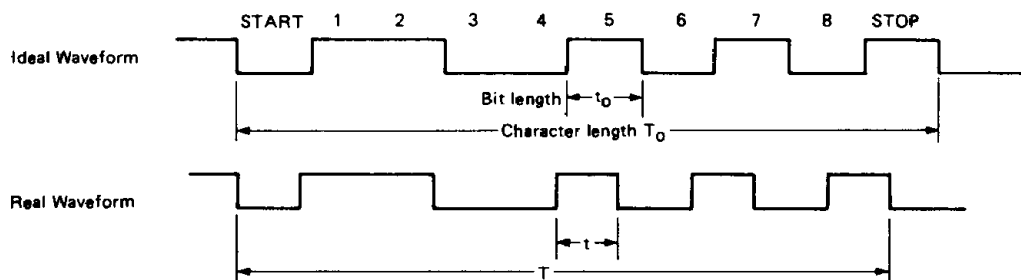 START 1 2 3 4 5 6 7 8 STOP
Ideal Waveform
Bit length t₀
Character length T₀
Real Waveform
t
T